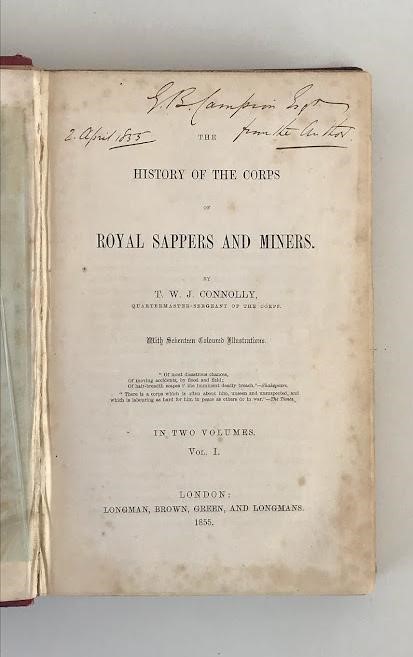 G. B. Campion Esqr
2. April 1855
from the Author.
THE
HISTORY OF THE CORPS
OF
ROYAL SAPPERS AND MINERS.
BY
T. W. J. CONNOLLY,
QUARTERMASTER-SERGEANT OF THE CORPS.
With Seventeen Coloured Illustrations.
"Of most disastrous chances,
Of moving accidents, by flood and field;
Of hair-breadth scapes i' the imminent deadly breach."—Shakspeare.
"There is a corps which is often about him, unseen and unsuspected, and
which is labouring as hard for him in peace as others do in war."—The Times.
IN TWO VOLUMES.
VOL. I.
LONDON:
LONGMAN, BROWN, GREEN, AND LONGMANS.
1855.